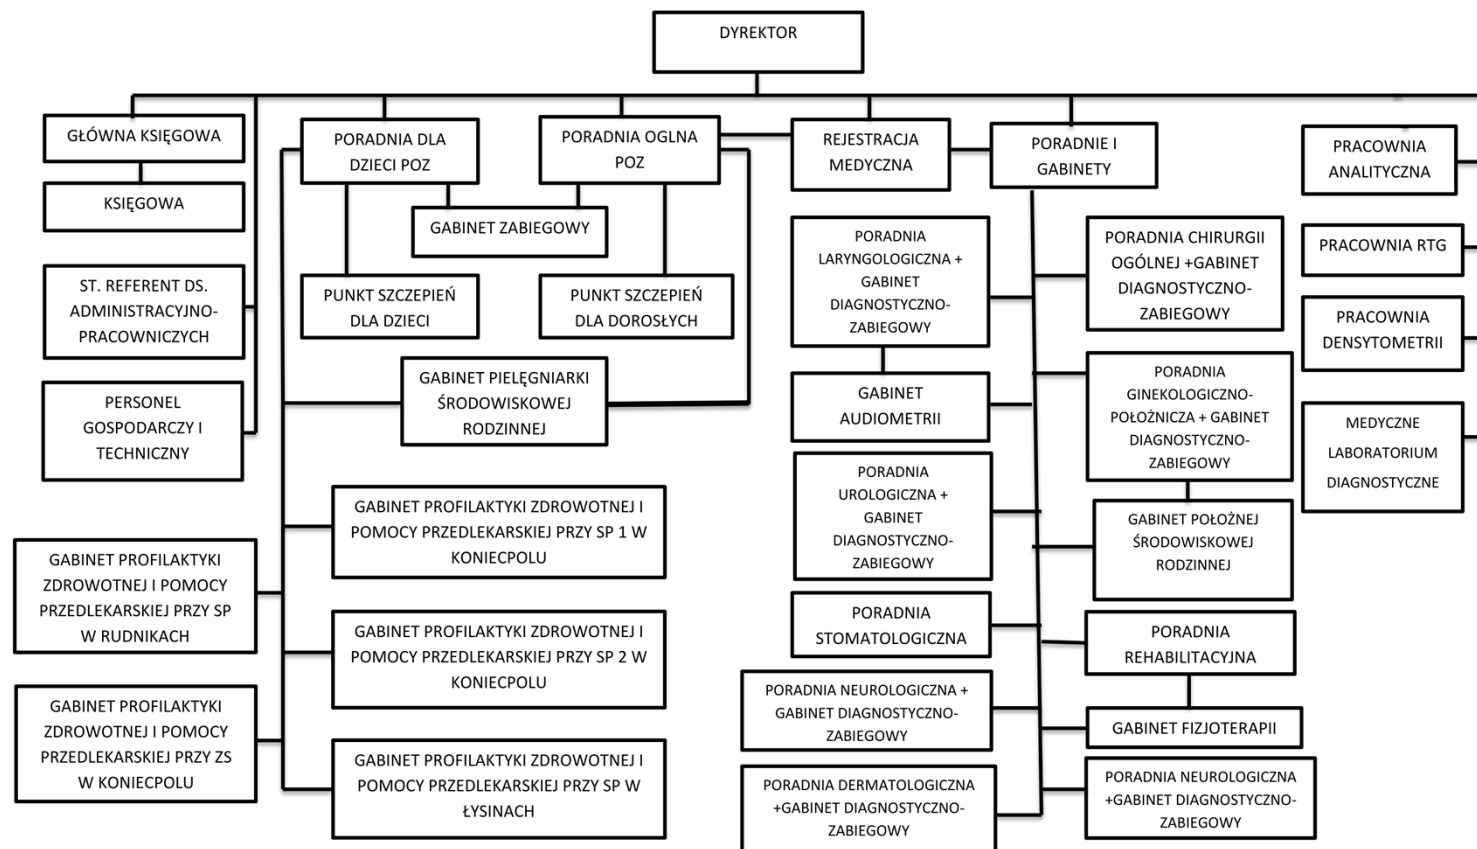 DYREKTOR
GŁÓWNA KSIĘGOWA
KSIĘGOWA
ST. REFERENT DS.
ADMINISTRACYJNO-
PRACOWNICZYCH
PERSONEL
GOSPODARCZY I
TECHNICZNY
PORADNIA DLA
DZIECI POZ
PORADNIA OGLNA
POZ
GABINET ZABIEGOWY
PUNKT SZCZEPIEŃ
DLA DZIECI
PUNKT SZCZEPIEŃ
DLA DOROSŁYCH
GABINET PIELĘGNIARKI
ŚRODOWISKOWEJ
RODZINNEJ
GABINET PROFILAKTYKI ZDROWOTNEJ I
POMOCY PRZEDLEKARSKIEJ PRZY SP 1 W
KONIECPOLU
GABINET PROFILAKTYKI
ZDROWOTNEJ I POMOCY
PRZEDLEKARSKIEJ PRZY SP
W RUDNIKACH
GABINET PROFILAKTYKI ZDROWOTNEJ I
POMOCY PRZEDLEKARSKIEJ PRZY SP 2 W
KONIECPOLU
GABINET PROFILAKTYKI
ZDROWOTNEJ I POMOCY
PRZEDLEKARSKIEJ PRZY ZS
W KONIECPOLU
GABINET PROFILAKTYKI ZDROWOTNEJ I
POMOCY PRZEDLEKARSKIEJ PRZY SP W
ŁYSINACH
REJESTRACJA
MEDYCZNA
PORADNIE I
GABINETY
PORADNIA
LARYNGOLOGICZNA +
GABINET
DIAGNOSTYCZNO-
ZABIEGOWY
GABINET
AUDIOMETRII
PORADNIA
UROLOGICZNA +
GABINET
DIAGNOSTYCZNO-
ZABIEGOWY
PORADNIA
STOMATOLOGICZNA
PORADNIA NEUROLOGICZNA +
GABINET DIAGNOSTYCZNO-
ZABIEGOWY
PORADNIA DERMATOLOGICZNA
+GABINET DIAGNOSTYCZNO-
ZABIEGOWY
PORADNIA CHIRURGII
OGÓLNEJ +GABINET
DIAGNOSTYCZNO-
ZABIEGOWY
PORADNIA
GINEKOLOGICZNO-
POŁOŻNICZA + GABINET
DIAGNOSTYCZNO-
ZABIEGOWY
GABINET POŁOŻNEJ
ŚRODOWISKOWEJ
RODZINNEJ
PORADNIA
REHABILITACYJNA
GABINET FIZJOTERAPII
PORADNIA NEUROLOGICZNA
+GABINET DIAGNOSTYCZNO-
ZABIEGOWY
PRACOWNIA
ANALITYCZNA
PRACOWNIA RTG
PRACOWNIA
DENSYTOMETRII
MEDYCZNE
LABORATORIUM
DIAGNOSTYCZNE